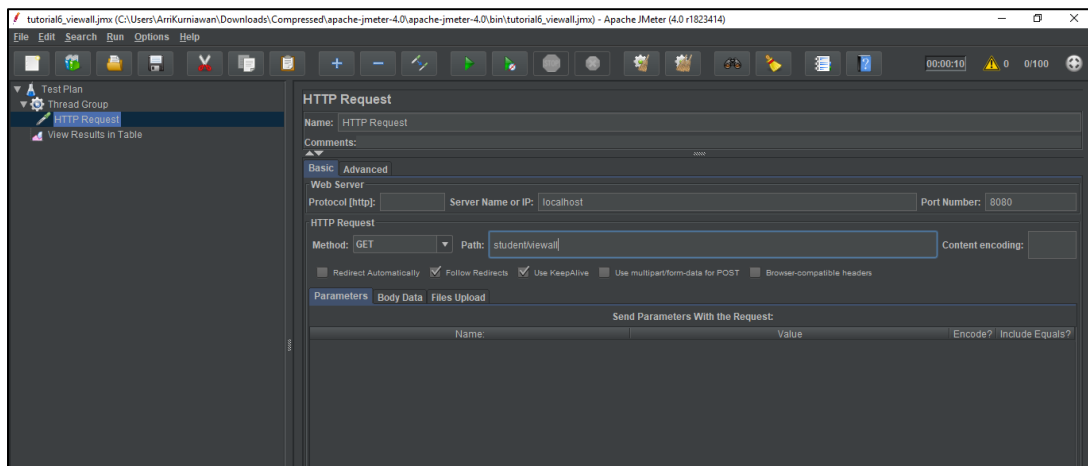 tutorial6_viewall.jmx (C:\Users\ArriKurniawan\Downloads\Compressed\apache-jmeter-4.0\apache-jmeter-4.0\bin\tutorial6_viewall.jmx) - Apache JMeter (4.0 r1823414)
File Edit Search Run Options Help
00:00:10 0 0/100
Test Plan
Thread Group
HTTP Request
View Results in Table
HTTP Request
Name: HTTP Request
Comments:
Basic Advanced
Web Server
Protocol [http]: Server Name or IP: localhost Port Number: 8080
HTTP Request
Method: GET Path: student/viewall Content encoding:
Redirect Automatically Follow Redirects Use KeepAlive Use multipart/form-data for POST Browser-compatible headers
Parameters Body Data Files Upload
Send Parameters With the Request:
Name: Value Encode? Include Equals?